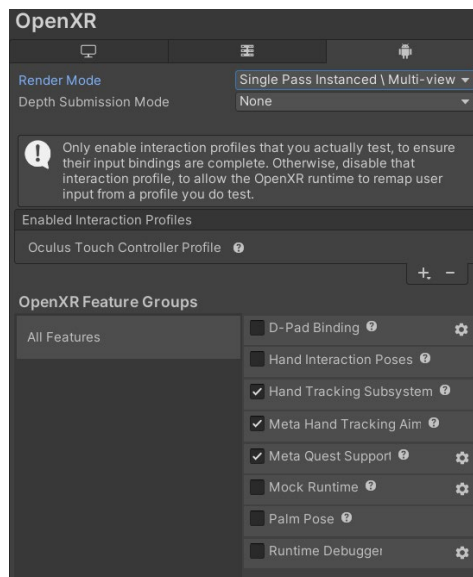 OpenXR
Render Mode
Single Pass Instanced \ Multi-view
Depth Submission Mode
None
Only enable interaction profiles that you actually test, to ensure
their input bindings are complete. Otherwise, disable that
interaction profile, to allow the OpenXR runtime to remap user
input from a profile you do test.
Enabled Interaction Profiles
Oculus Touch Controller Profile
OpenXR Feature Groups
All Features
D-Pad Binding
Hand Interaction Poses
Hand Tracking Subsystem
Meta Hand Tracking Aim
Meta Quest Support
Mock Runtime
Palm Pose
Runtime Debugger